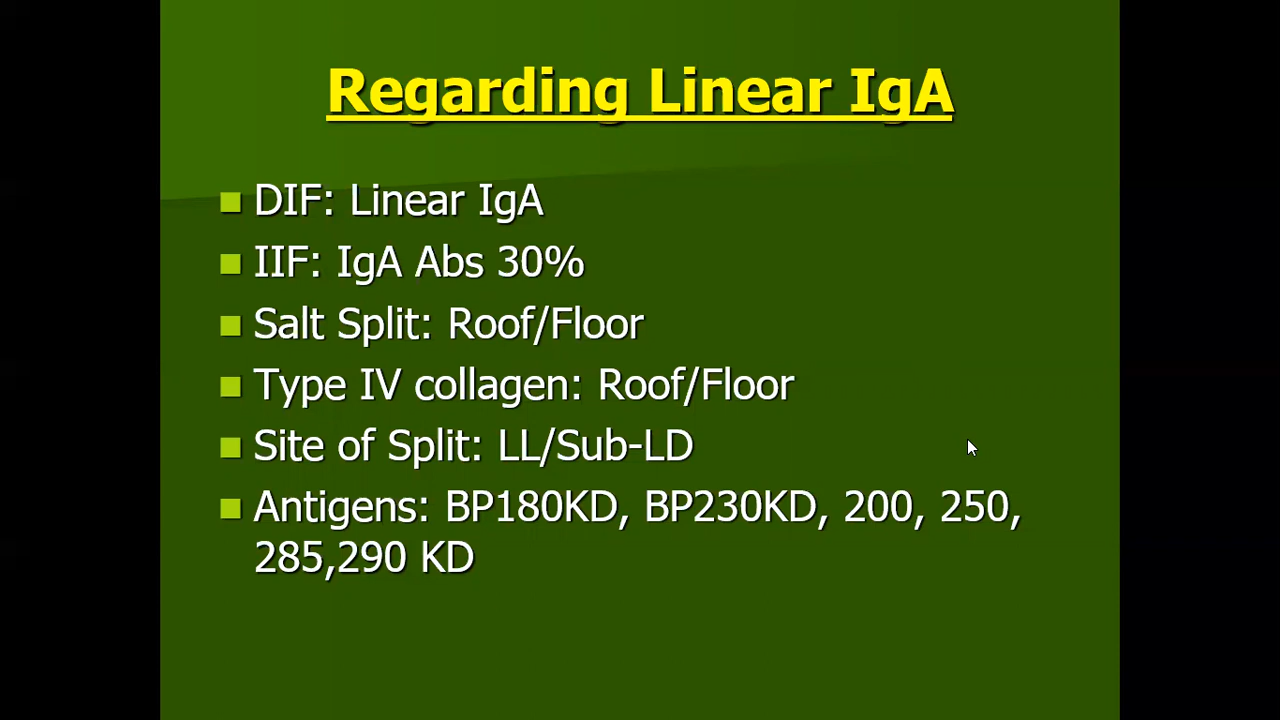 Regarding Linear IgA
DIF: Linear IgA
IIF: IgA Abs 30%
Salt Split: Roof/Floor
Type IV collagen: Roof/Floor
Site of Split: LL/Sub-LD
Antigens: BP180KD, BP230KD, 200, 250,
285,290 KD